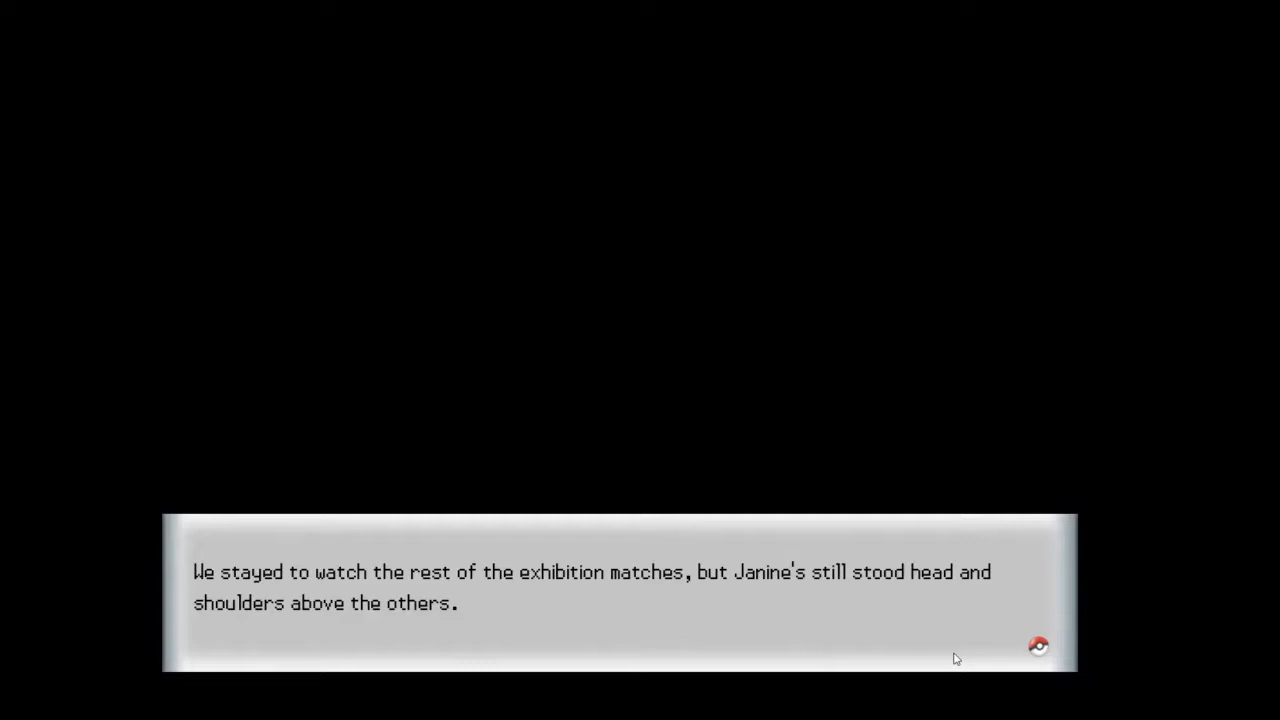 We stayed to watch the rest of the exhibition matches, but Janine's still stood head and
shoulders above the others.